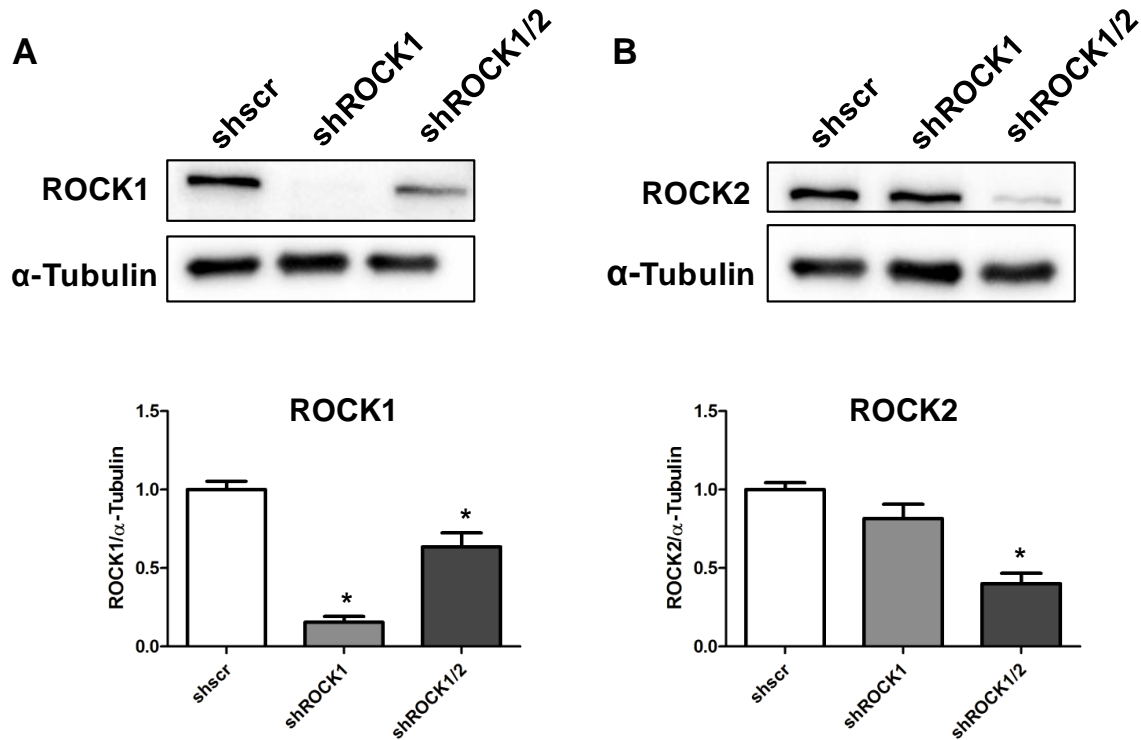 A
shscr
shROCK1
shROCK1/2
ROCK1
α-Tubulin
ROCK1
ROCK1/α-Tubulin
1.5
1.0
0.5
0.0
*
*
shscr
shROCK1
shROCK1/2
B
shscr
shROCK1
shROCK1/2
ROCK2
α-Tubulin
ROCK2
ROCK2/α-Tubulin
1.5
1.0
0.5
0.0
*
shscr
shROCK1
shROCK1/2